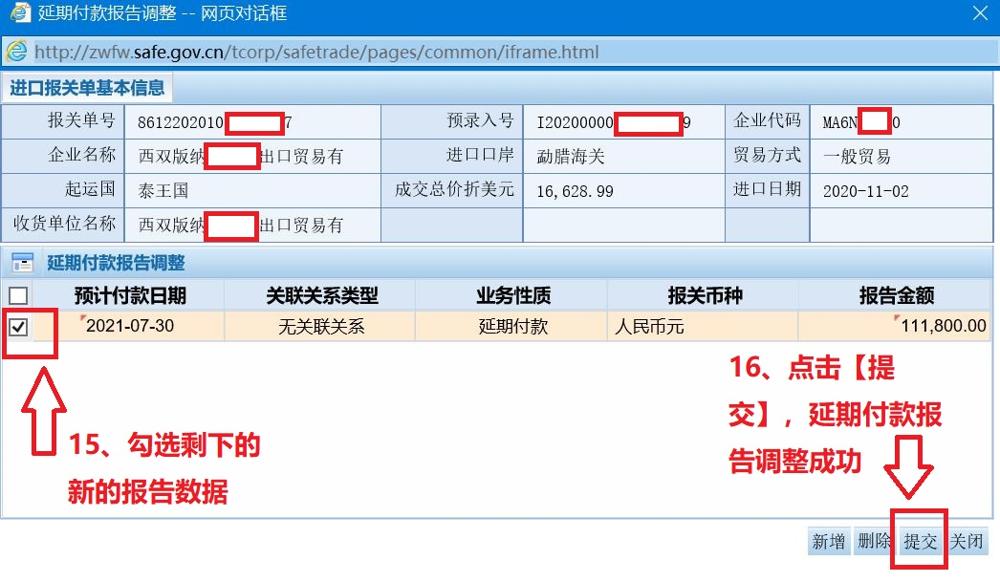 延期付款报告调整 -- 网页对话框
http://zwfw.safe.gov.cn/tcorp/safetrade/pages/common/iframe.html
进口报关单基本信息
报关单号 8612202010 7 预录入号 I20200000 9 企业代码 MA6N 0
企业名称 西双版纳 出口贸易有 进口口岸 勐腊海关 贸易方式 一般贸易
起运国 泰王国 成交总价折美元 16,628.99 进口日期 2020-11-02
收货单位名称 西双版纳 出口贸易有
延期付款报告调整
预计付款日期 关联关系类型 业务性质 报关币种 报告金额
2021-07-30 无关联关系 延期付款 人民币元 111,800.00
15、勾选剩下的
新的报告数据
16、点击【提
交】，延期付款报
告调整成功
新增 删除 提交 关闭